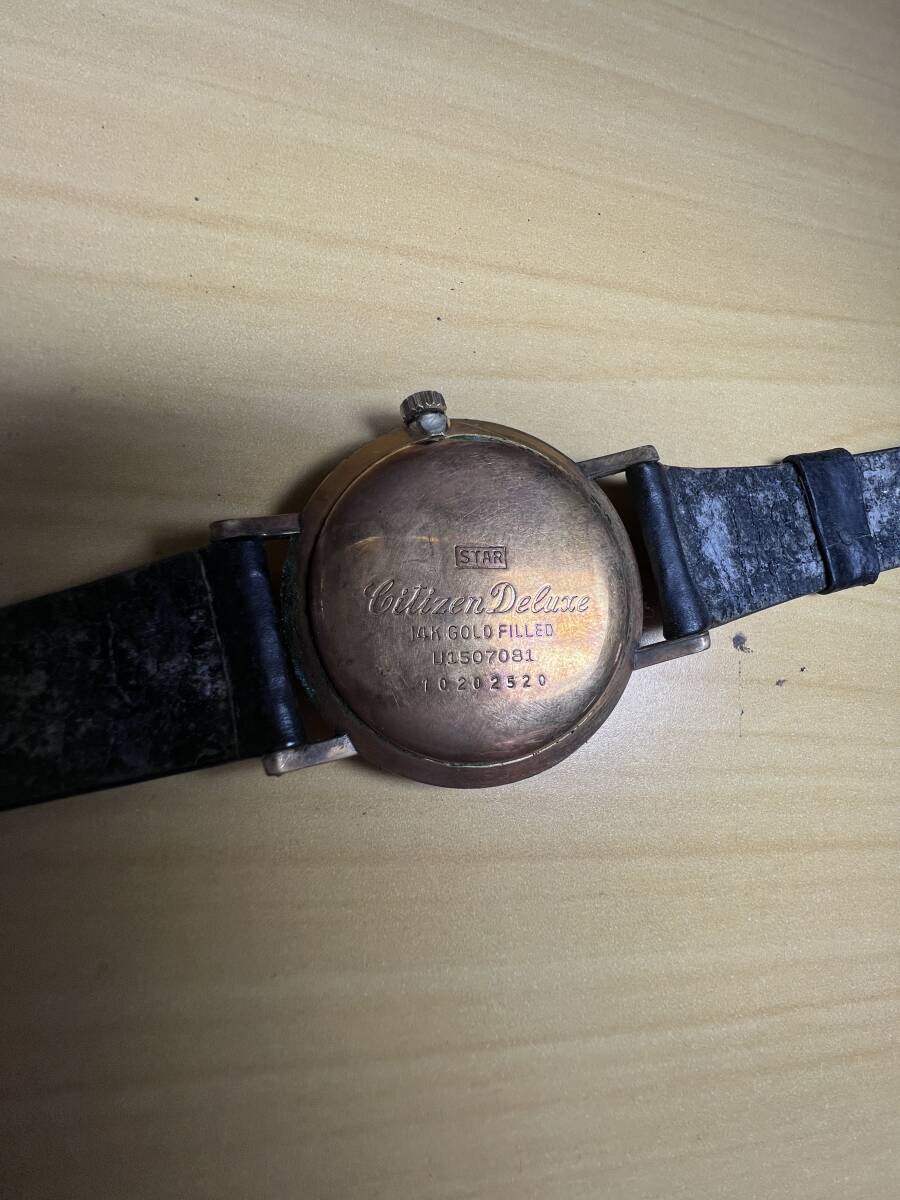 STAR
Citizen Deluxe
14K GOLD FILLED
U1507081
10202520